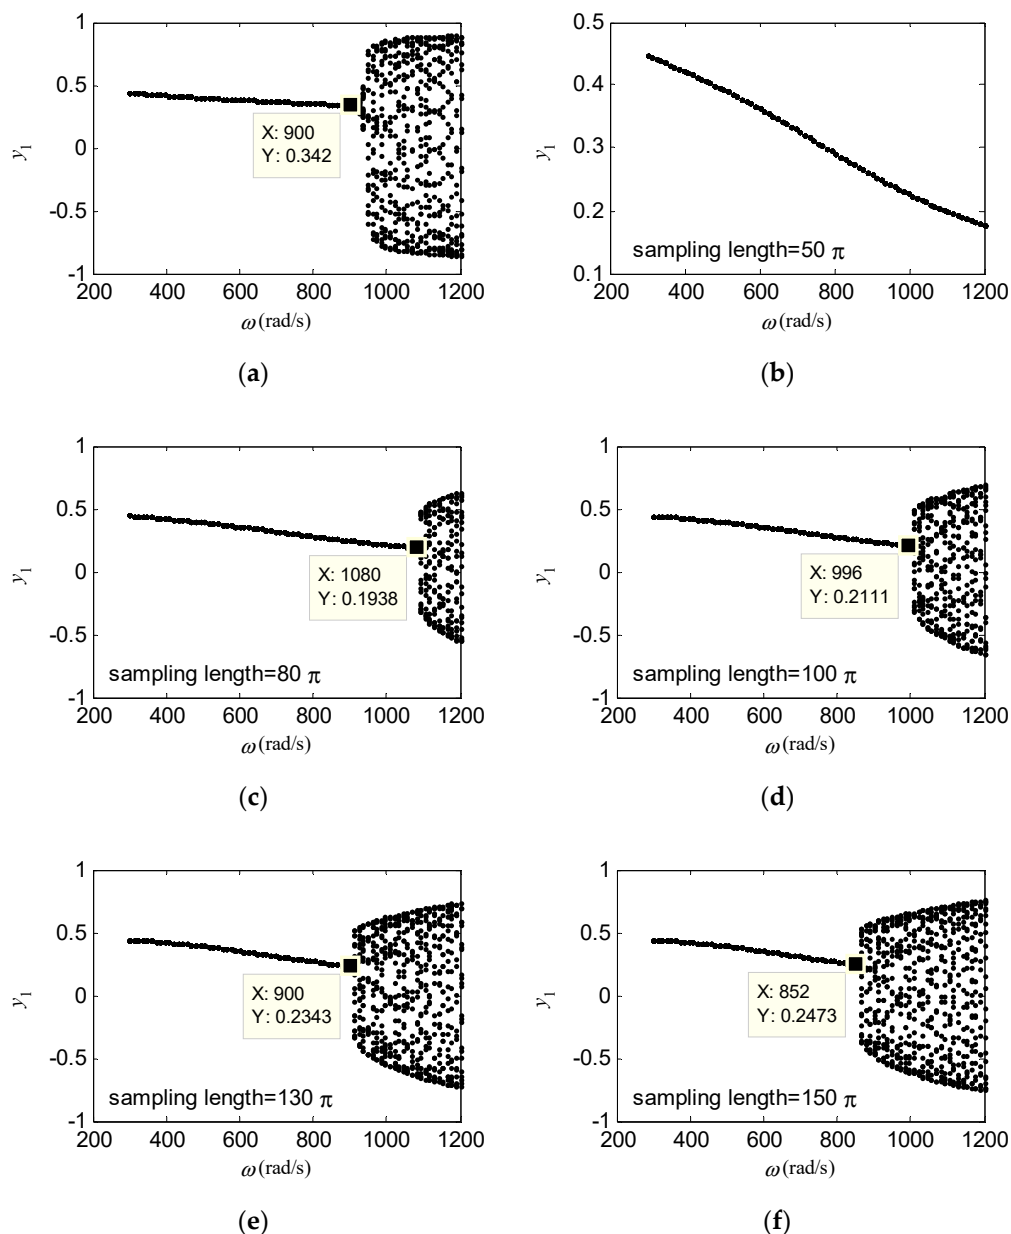 1
0.5
0
-0.5
-1
y1
X: 900
Y: 0.342
200 400 600 800 1000 1200
ω (rad/s)
(a)
0.5
0.4
0.3
0.2
0.1
y1
sampling length=50 π
200 400 600 800 1000 1200
ω (rad/s)
(b)
1
0.5
0
-0.5
-1
y1
X: 1080
Y: 0.1938
sampling length=80 π
200 400 600 800 1000 1200
ω (rad/s)
(c)
1
0.5
0
-0.5
-1
y1
X: 996
Y: 0.2111
sampling length=100 π
200 400 600 800 1000 1200
ω (rad/s)
(d)
1
0.5
0
-0.5
-1
y1
X: 900
Y: 0.2343
sampling length=130 π
200 400 600 800 1000 1200
ω (rad/s)
(e)
1
0.5
0
-0.5
-1
y1
X: 852
Y: 0.2473
sampling length=150 π
200 400 600 800 1000 1200
ω (rad/s)
(f)